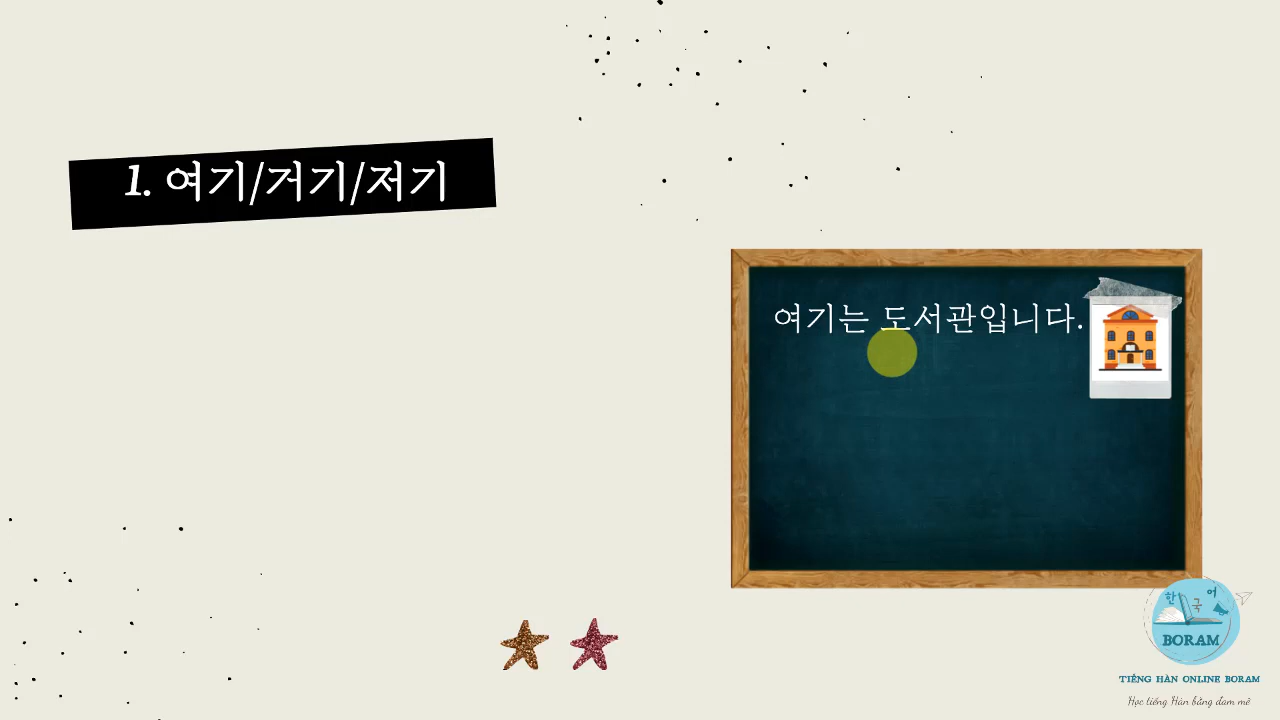 1. 여기/거기/저기
여기는 도서관입니다.
한국어
BORAM
TIẾNG HÀN ONLINE BORAM
Học tiếng Hàn bằng đam mê